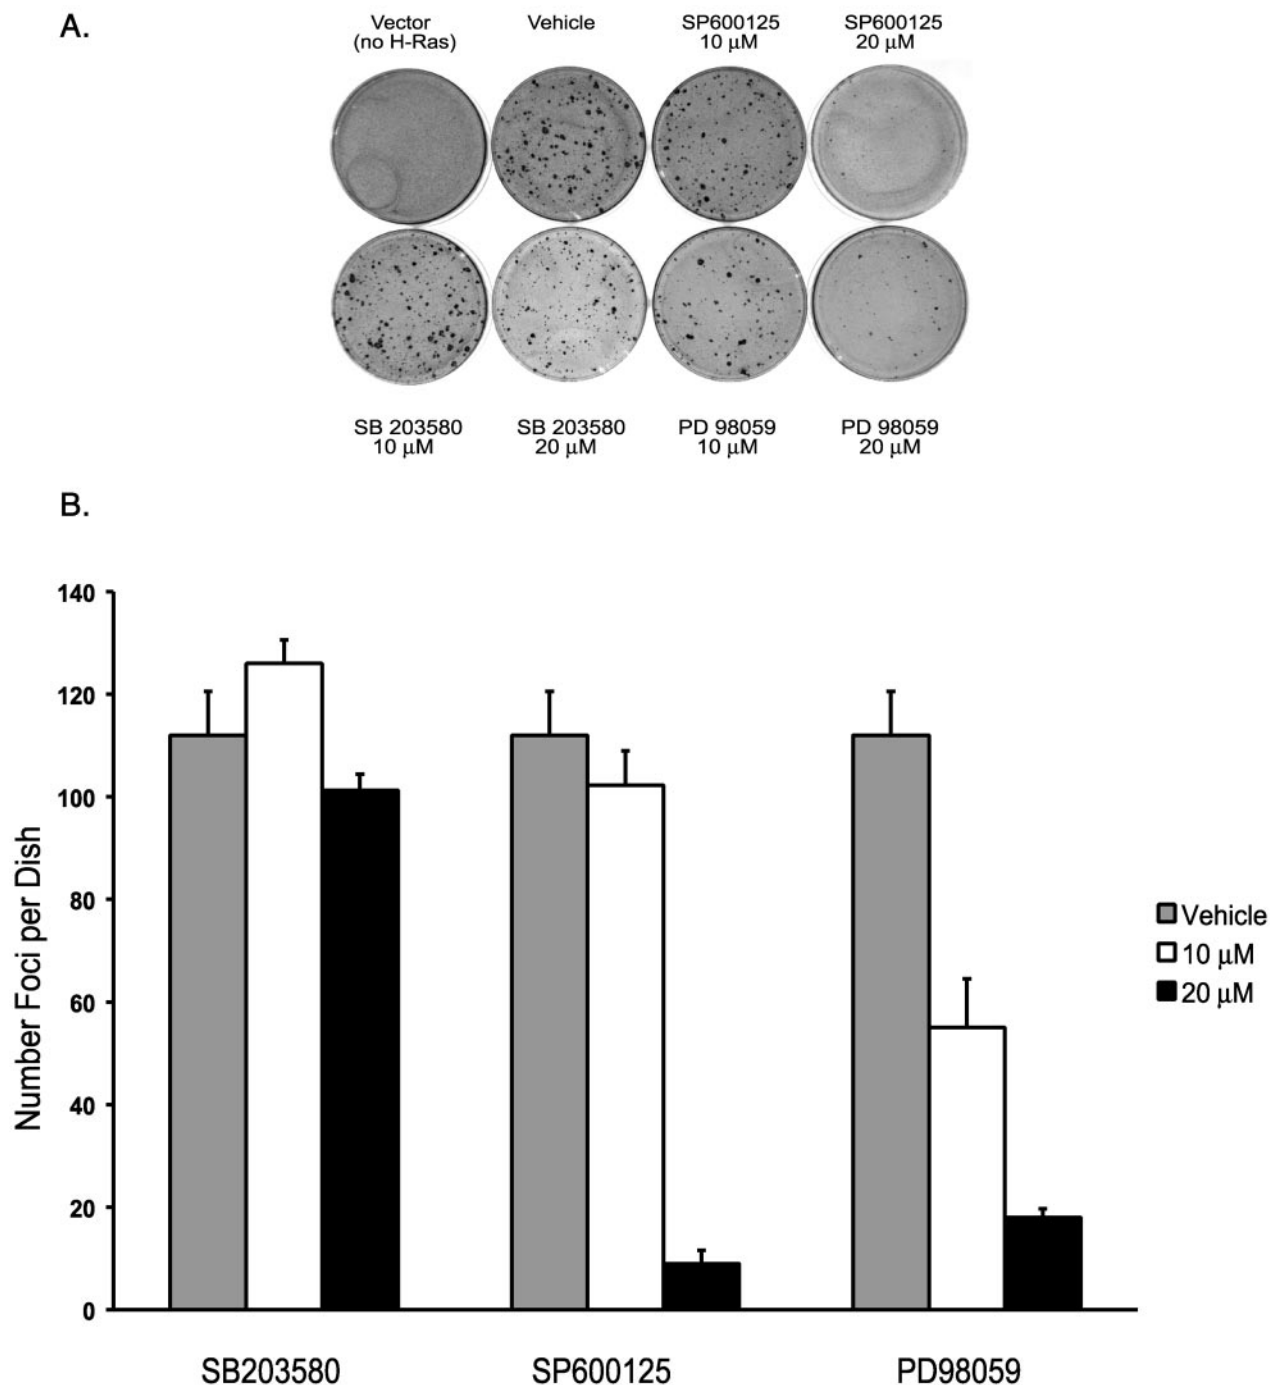 A.
Vector
(no H-Ras)
Vehicle
SP600125
10 μM
SP600125
20 μM
SB 203580
10 μM
SB 203580
20 μM
PD 98059
10 μM
PD 98059
20 μM
B.
140
120
100
80
60
40
20
0
Number Foci per Dish
Vehicle
10 μM
20 μM
SB203580
SP600125
PD98059